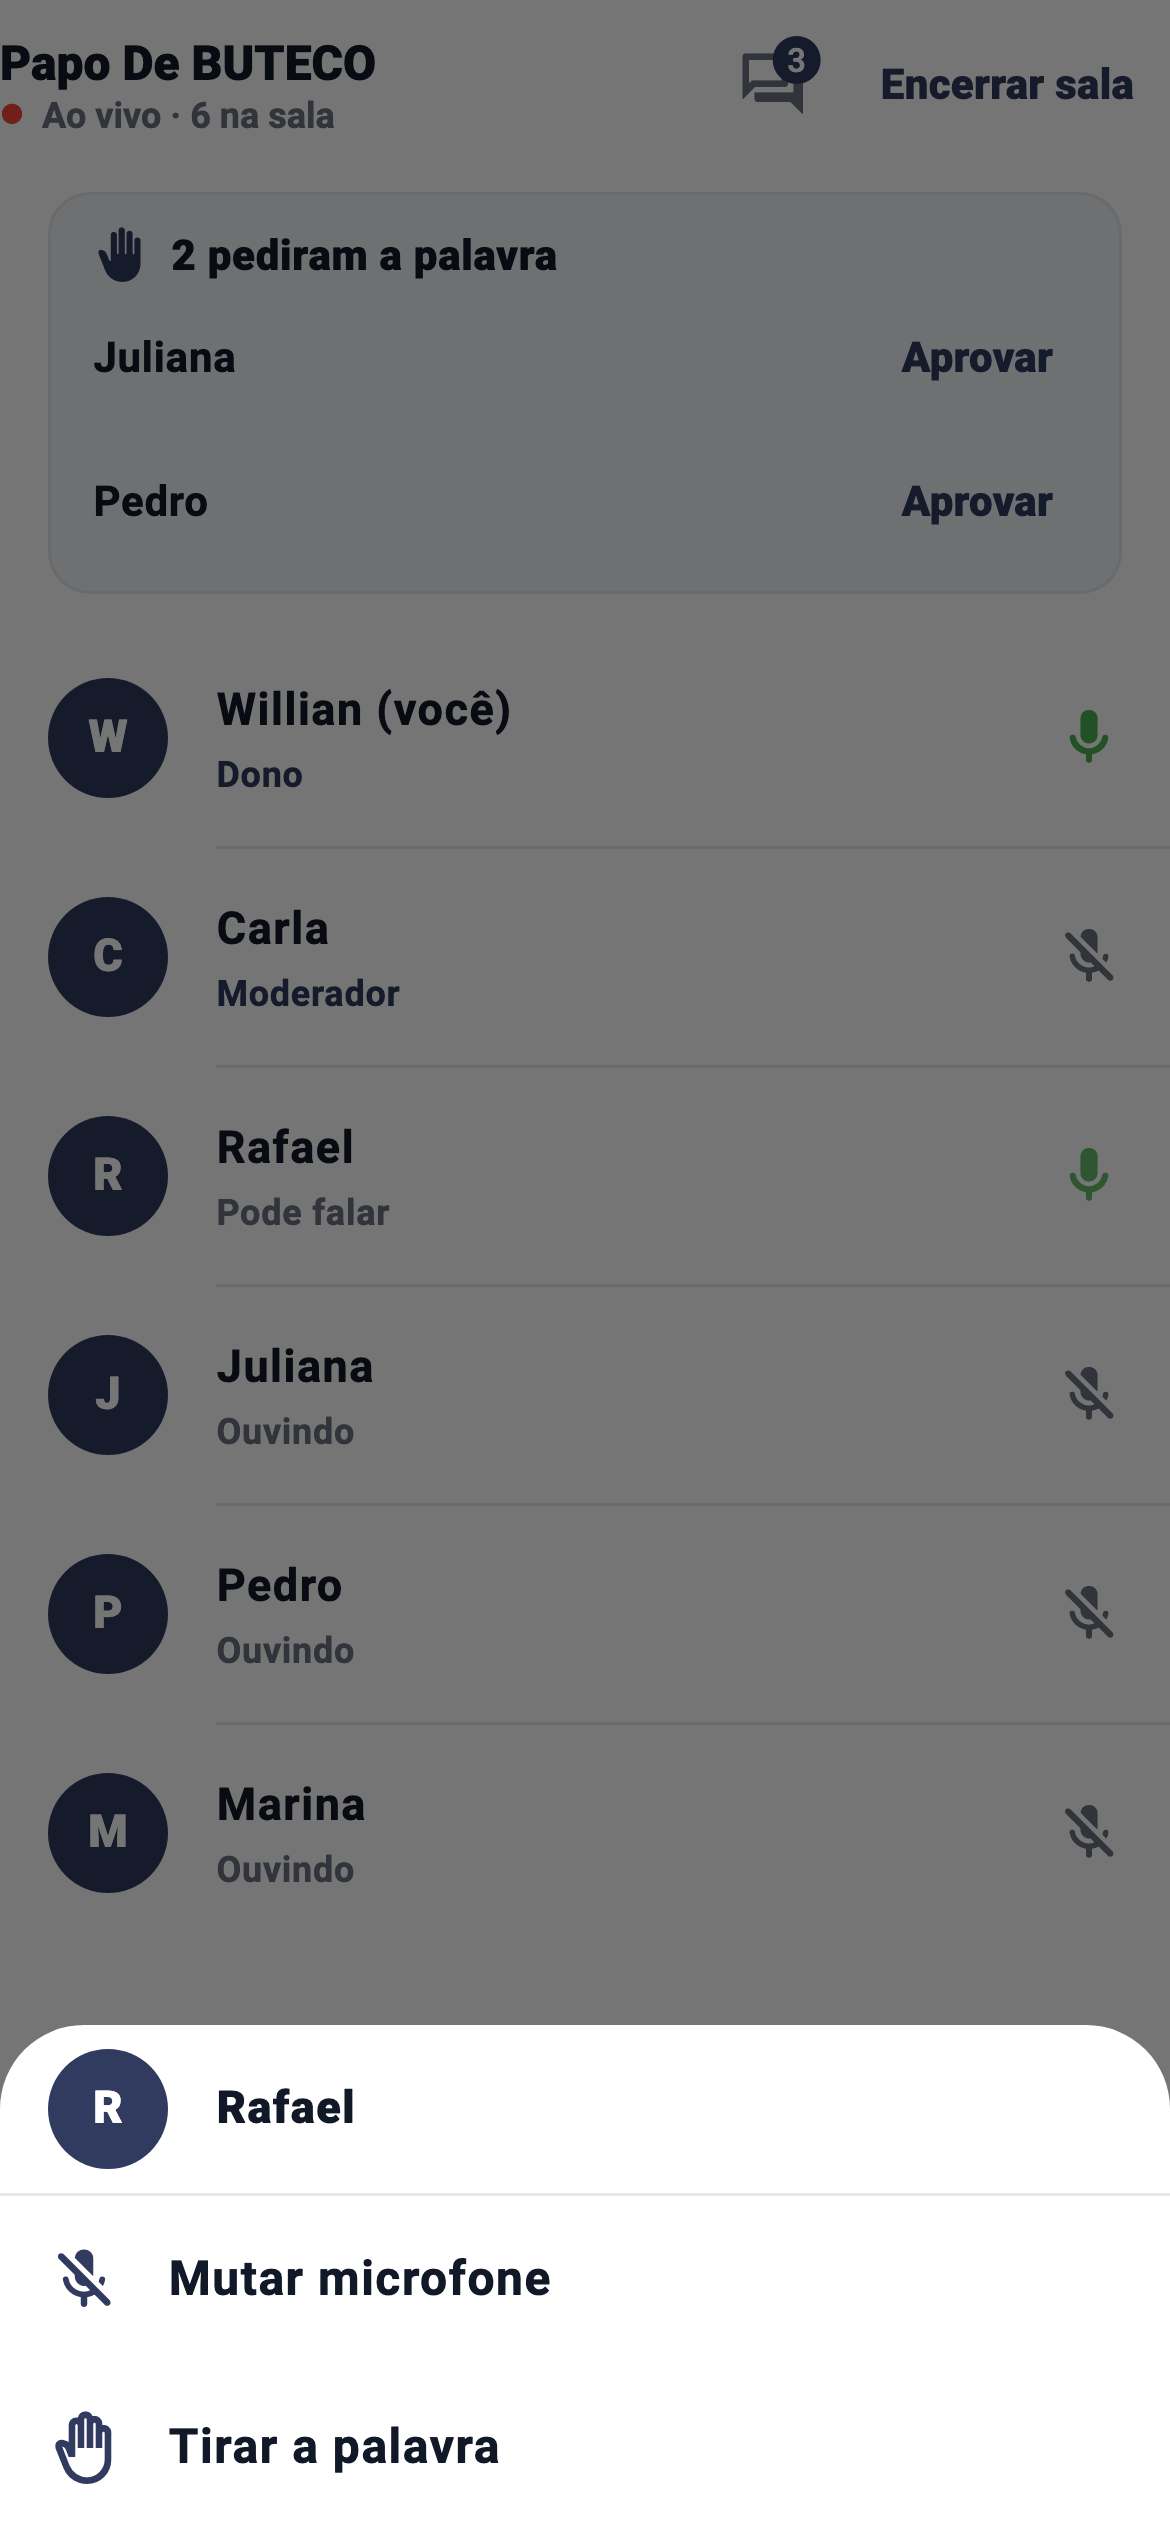 Papo De BUTECO
3
Encerrar sala
Ao vivo · 6 na sala
2 pediram a palavra
Juliana
Aprovar
Pedro
Aprovar
W
Willian (você)
Dono
C
Carla
Moderador
R
Rafael
Pode falar
J
Juliana
Ouvindo
P
Pedro
Ouvindo
M
Marina
Ouvindo
R
Rafael
Mutar microfone
Tirar a palavra